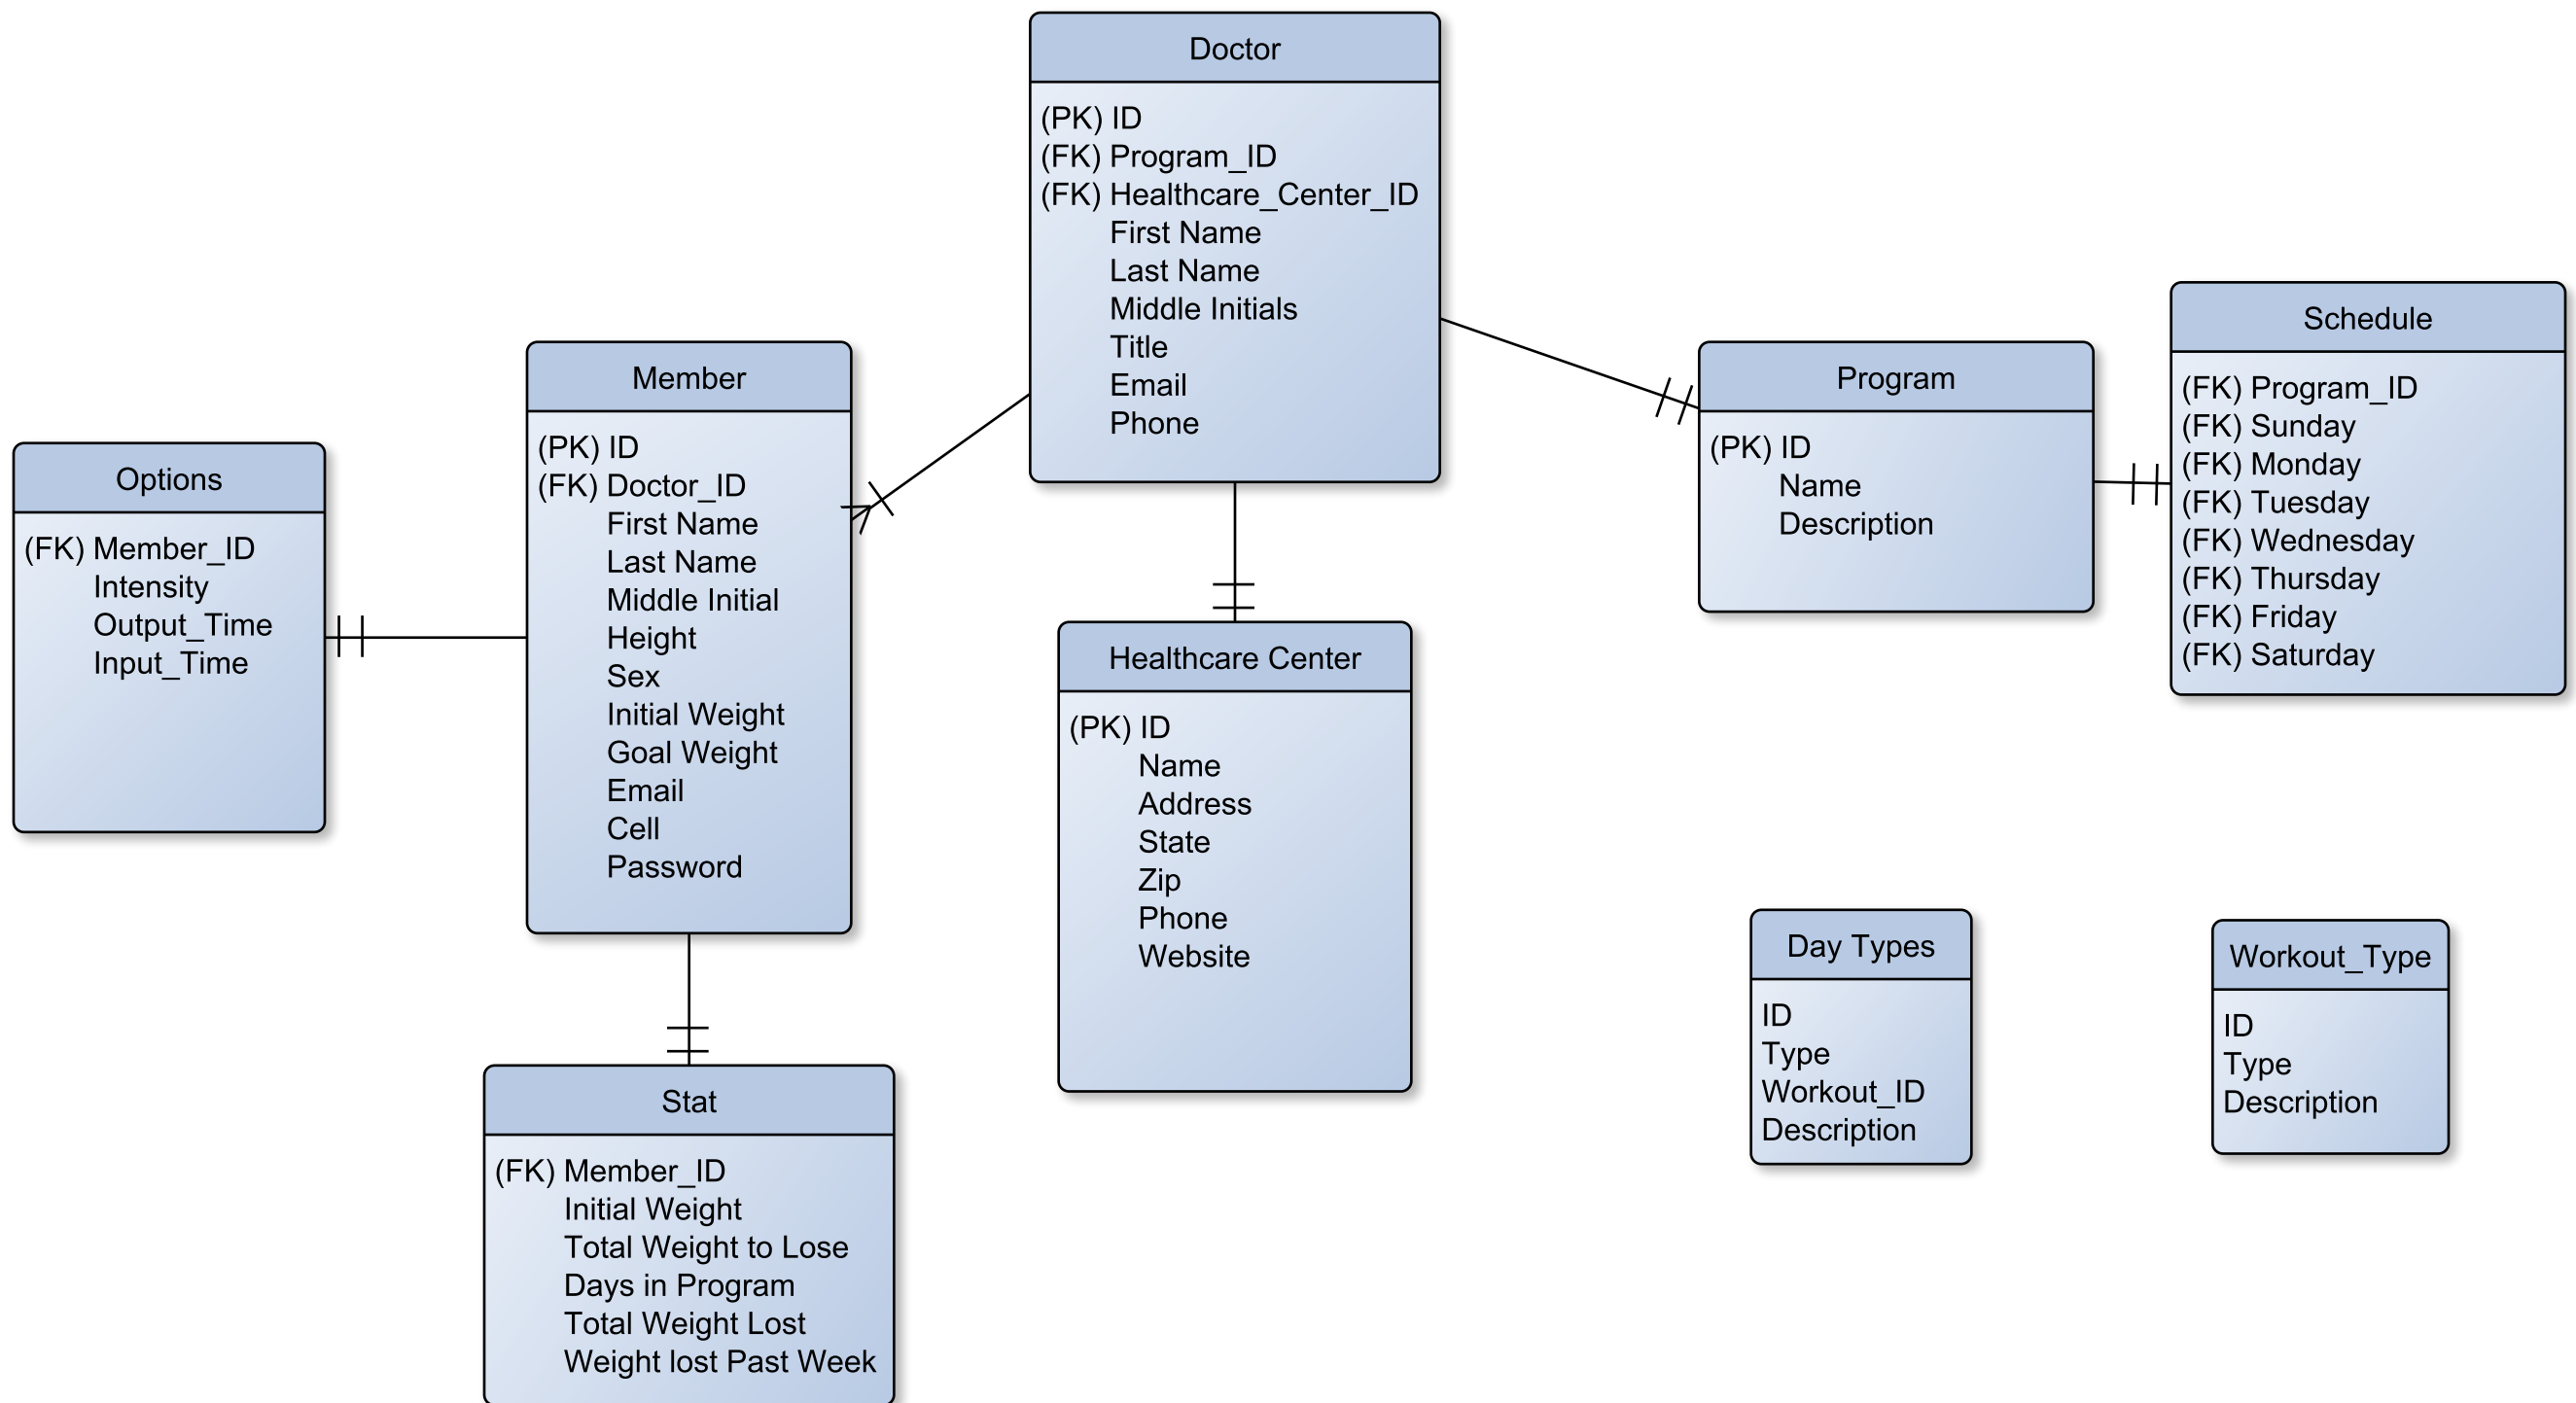 Doctor
(PK) ID
(FK) Program_ID
(FK) Healthcare_Center_ID
First Name
Last Name
Middle Initials
Title
Email
Phone
Member
(PK) ID
(FK) Doctor_ID
First Name
Last Name
Middle Initial
Height
Sex
Initial Weight
Goal Weight
Email
Cell
Password
Options
(FK) Member_ID
Intensity
Output_Time
Input_Time
Program
(PK) ID
Name
Description
Schedule
(FK) Program_ID
(FK) Sunday
(FK) Monday
(FK) Tuesday
(FK) Wednesday
(FK) Thursday
(FK) Friday
(FK) Saturday
Healthcare Center
(PK) ID
Name
Address
State
Zip
Phone
Website
Day Types
ID
Type
Workout_ID
Description
Workout_Type
ID
Type
Description
Stat
(FK) Member_ID
Initial Weight
Total Weight to Lose
Days in Program
Total Weight Lost
Weight lost Past Week